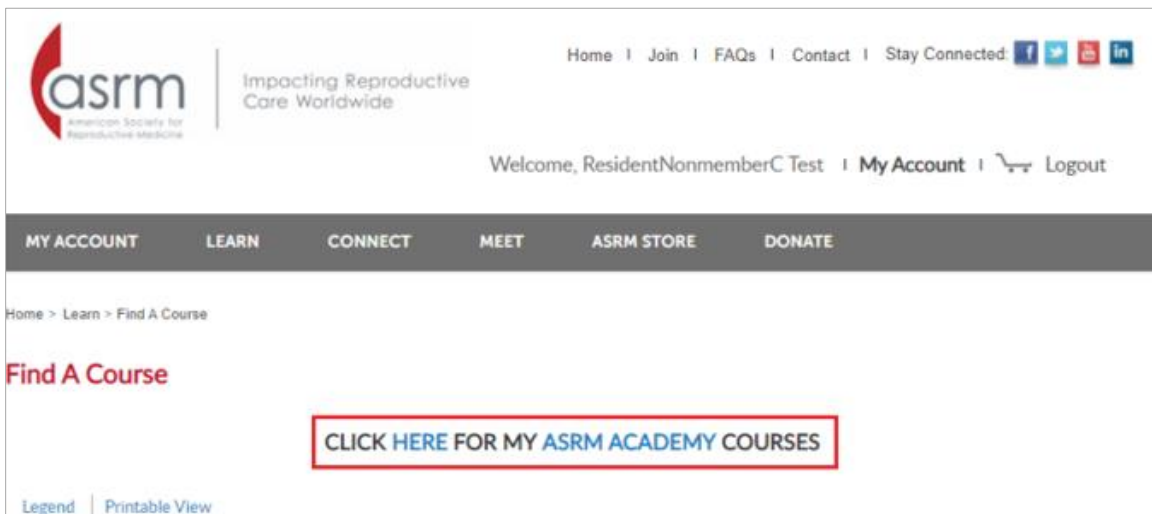 Home | Join | FAQs | Contact | Stay Connected:
asrm
American Society for
Reproductive Medicine
Impacting Reproductive
Care Worldwide
Welcome, ResidentNonmemberC Test | My Account | Logout
MY ACCOUNT LEARN CONNECT MEET ASRM STORE DONATE
Home > Learn > Find A Course
Find A Course
CLICK HERE FOR MY ASRM ACADEMY COURSES
Legend | Printable View